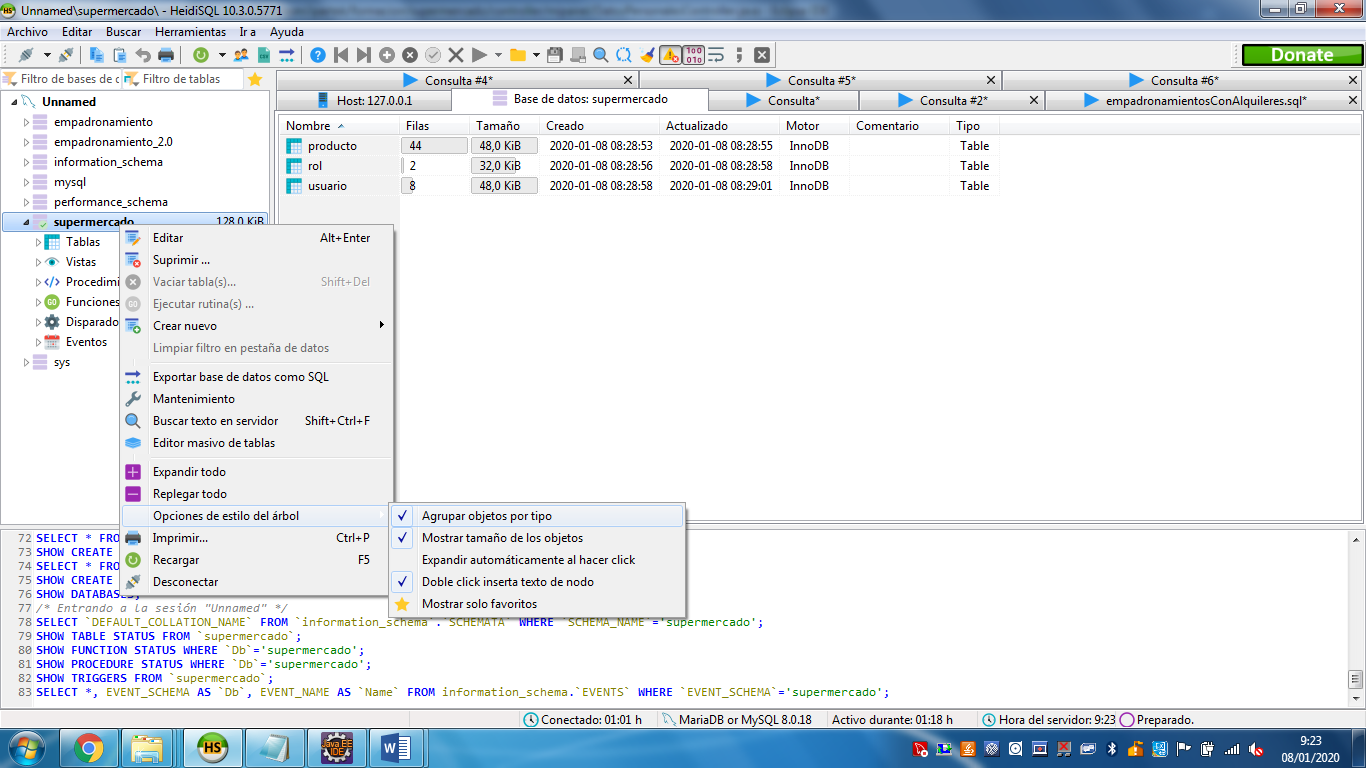 Unnamed\supermercado\ - HeidiSQL 10.3.0.5771
Archivo Editar Buscar Herramientas Ir a Ayuda
Donate
Filtro de bases de d Filtro de tablas
Consulta #4* Consulta #5* Consulta #6*
Host: 127.0.0.1 Base de datos: supermercado Consulta* Consulta #2* empadronamientosConAlquileres.sql*
Unnamed
empadronamiento
empadronamiento_2.0
information_schema
mysql
performance_schema
supermercado 128,0 KiB
Tablas
Vistas
Procedimi
Funciones
Disparado
Eventos
sys
Nombre Filas Tamaño Creado Actualizado Motor Comentario Tipo
producto 44 48,0 KiB 2020-01-08 08:28:53 2020-01-08 08:28:55 InnoDB Table
rol 2 32,0 KiB 2020-01-08 08:28:56 2020-01-08 08:28:58 InnoDB Table
usuario 8 48,0 KiB 2020-01-08 08:28:58 2020-01-08 08:29:01 InnoDB Table
Editar Alt+Enter
Suprimir ...
Vaciar tabla(s)... Shift+Del
Ejecutar rutina(s) ...
Crear nuevo
Limpiar filtro en pestaña de datos
Exportar base de datos como SQL
Mantenimiento
Buscar texto en servidor Shift+Ctrl+F
Editor masivo de tablas
Expandir todo
Replegar todo
Opciones de estilo del árbol
Imprimir... Ctrl+P
Recargar F5
Desconectar
Agrupar objetos por tipo
Mostrar tamaño de los objetos
Expandir automáticamente al hacer click
Doble click inserta texto de nodo
Mostrar solo favoritos
72 SELECT * FRO
73 SHOW CREATE
74 SELECT * FRO
75 SHOW CREATE
76 SHOW DATABASES;
77 /* Entrando a la sesión "Unnamed" */
78 SELECT `DEFAULT_COLLATION_NAME` FROM `information_schema`.`SCHEMATA` WHERE `SCHEMA_NAME`='supermercado';
79 SHOW TABLE STATUS FROM `supermercado`;
80 SHOW FUNCTION STATUS WHERE `Db`='supermercado';
81 SHOW PROCEDURE STATUS WHERE `Db`='supermercado';
82 SHOW TRIGGERS FROM `supermercado`;
83 SELECT *, EVENT_SCHEMA AS `Db`, EVENT_NAME AS `Name` FROM information_schema.`EVENTS` WHERE `EVENT_SCHEMA`='supermercado';
Conectado: 01:01 h MariaDB or MySQL 8.0.18 Activo durante: 01:18 h Hora del servidor: 9:23 Preparado.
HS
Java EE
IDE
9:23
08/01/2020